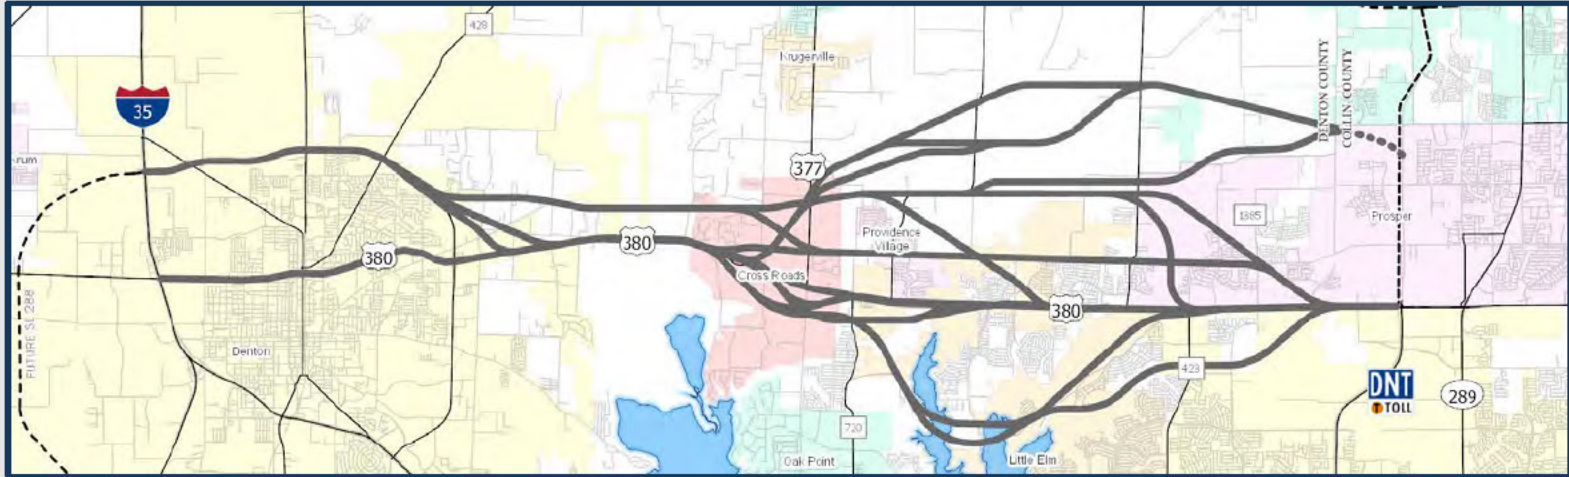 428
Krugerville
35
DENTON COUNTY
COLLIN COUNTY
rum
377
1385
Prosper
Providence
Village
380
380
Cross Roads
380
FUTURE SL 288
Denton
423
DNT
TOLL
289
720
Oak Point
Little Elm